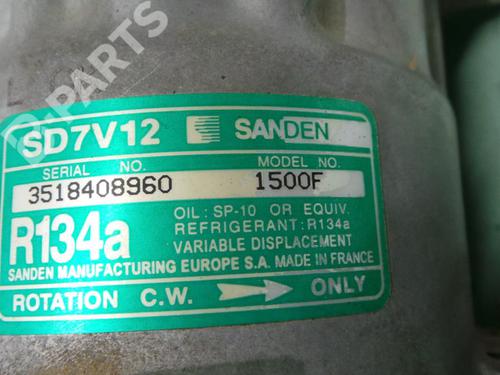 B-PARTS
SD7V12 SANDEN
SERIAL NO. MODEL NO.
3518408960 1500F
R134a
OIL: SP-10 OR EQUIV.
REFRIGERANT: R134a
VARIABLE DISPLACEMENT
SANDEN MANUFACTURING EUROPE S.A. MADE IN FRANCE
ROTATION C.W. ONLY